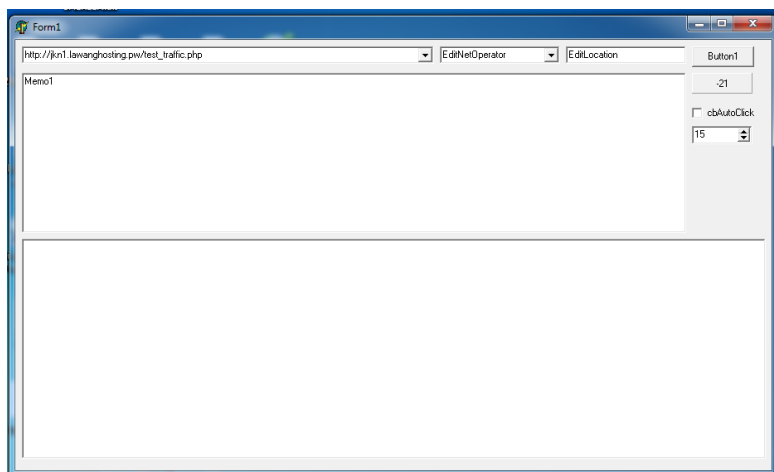 Form1
http://jkn1.lawanghosting.pw/test_traffic.php EditNetOperator EditLocation Button1
Memo1
-21
cbAutoClick
15